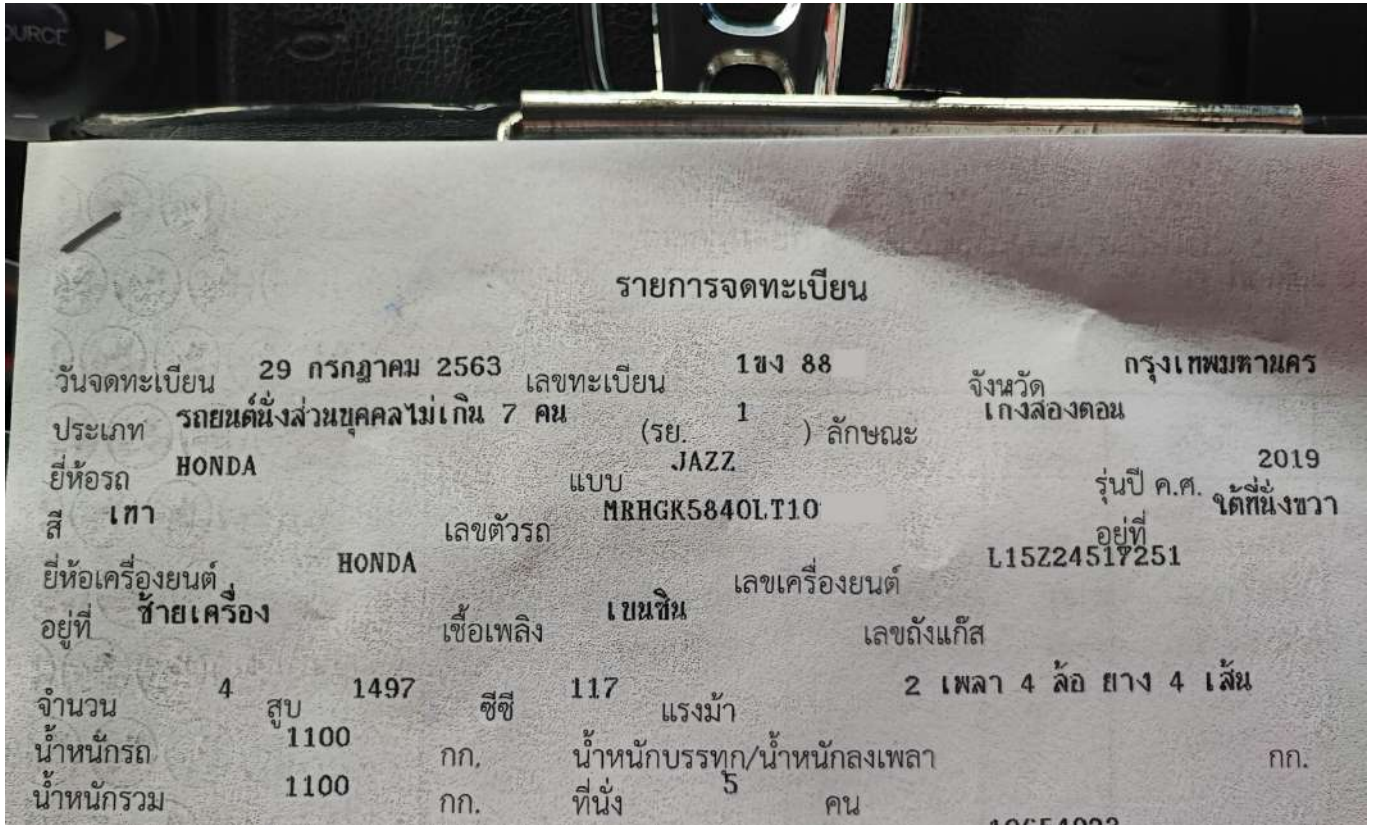 OURCE
รายการจดทะเบียน
วันจดทะเบียน 29 กรกฎาคม 2563 เลขทะเบียน 1ขง 88 จังหวัด กรุงเทพมหานคร
ประเภท รถยนต์นั่งส่วนบุคคลไม่เกิน 7 คน (รย. 1 ) ลักษณะ เก๋งสองตอน
ยี่ห้อรถ HONDA แบบ JAZZ รุ่นปี ค.ศ. 2019
สี เทา เลขตัวรถ MRHGK5840LT10 อยู่ที่ ใต้ที่นั่งขวา
ยี่ห้อเครื่องยนต์ HONDA เลขเครื่องยนต์ L15Z24517251
อยู่ที่ ซ้ายเครื่อง เชื้อเพลิง เบนซิน เลขถังแก๊ส
จำนวน 4 สูบ 1497 ซีซี 117 แรงม้า 2 เพลา 4 ล้อ ยาง 4 เส้น
น้ำหนักรถ 1100 กก. น้ำหนักบรรทุก/น้ำหนักลงเพลา กก.
น้ำหนักรวม 1100 กก. ที่นั่ง 5 คน